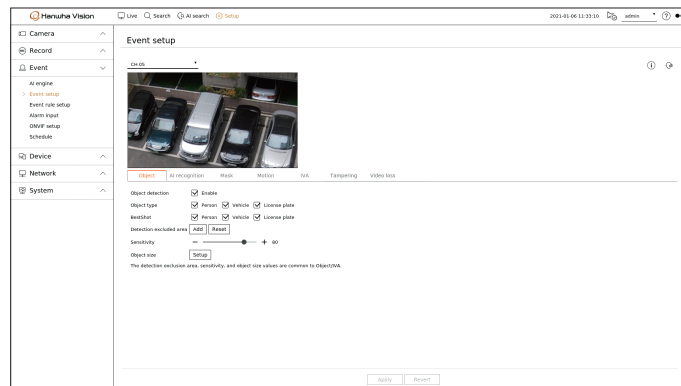 Hanwha Vision
Live Search AI search Setup
2021-01-06 11:33:10 admin
Camera
Record
Event
AI engine
> Event setup
Event rule setup
Alarm input
ONVIF setup
Schedule
Device
Network
System
Event setup
CH 05
Object AI recognition Mask Motion IVA Tampering Video loss
Object detection Enable
Object type Person Vehicle License plate
BestShot Person Vehicle License plate
Detection excluded area Add Reset
Sensitivity − + 80
Object size Setup
The detection exclusion area, sensitivity, and object size values are common to Object/IVA.
Apply Revert